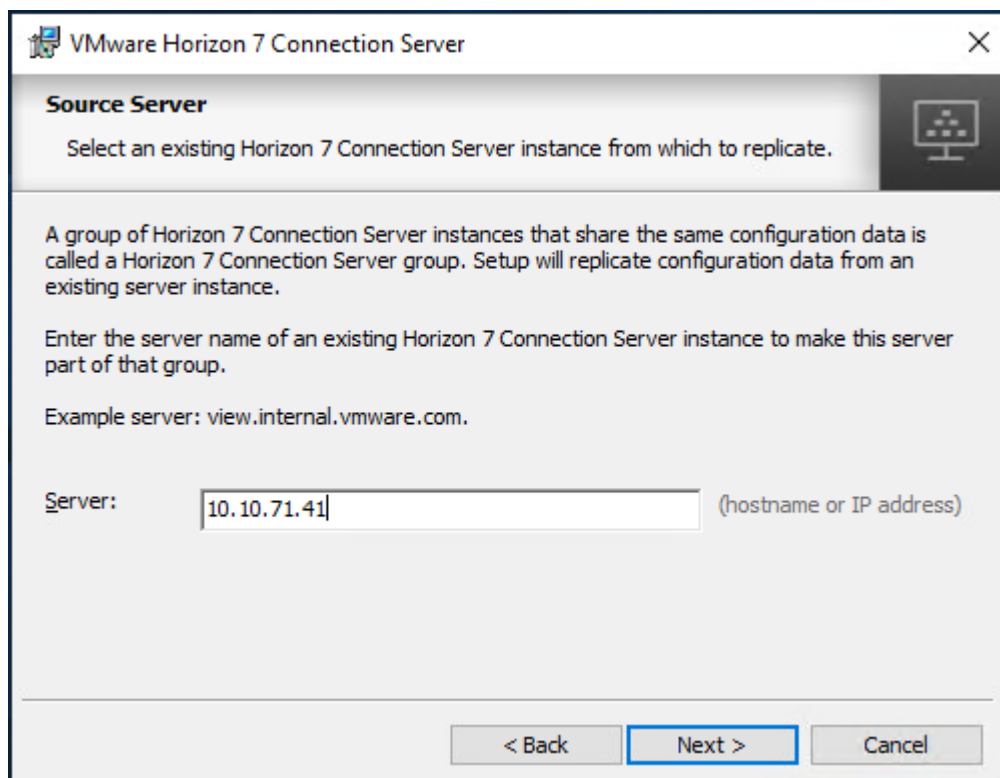 VMware Horizon 7 Connection Server
Source Server
Select an existing Horizon 7 Connection Server instance from which to replicate.
A group of Horizon 7 Connection Server instances that share the same configuration data is
called a Horizon 7 Connection Server group. Setup will replicate configuration data from an
existing server instance.
Enter the server name of an existing Horizon 7 Connection Server instance to make this server
part of that group.
Example server: view.internal.vmware.com.
Server: 10.10.71.41 (hostname or IP address)
< Back Next > Cancel